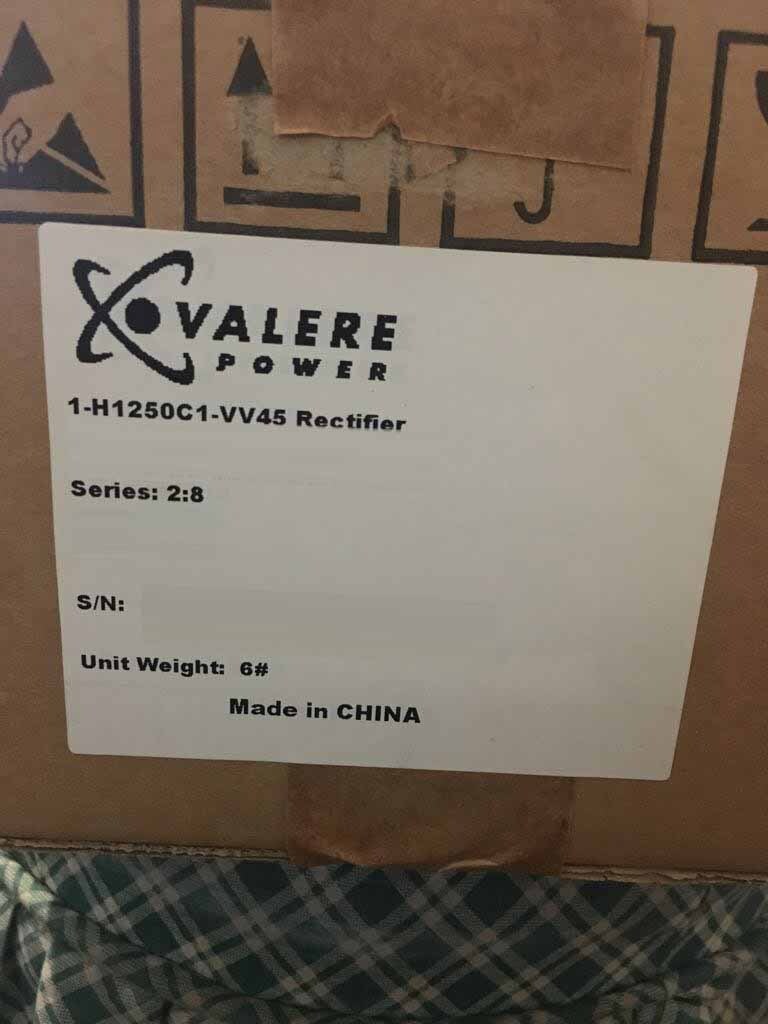 VALERE
POWER
1-H1250C1-VV45 Rectifier
Series: 2:8
S/N:
Unit Weight: 6#
Made in CHINA